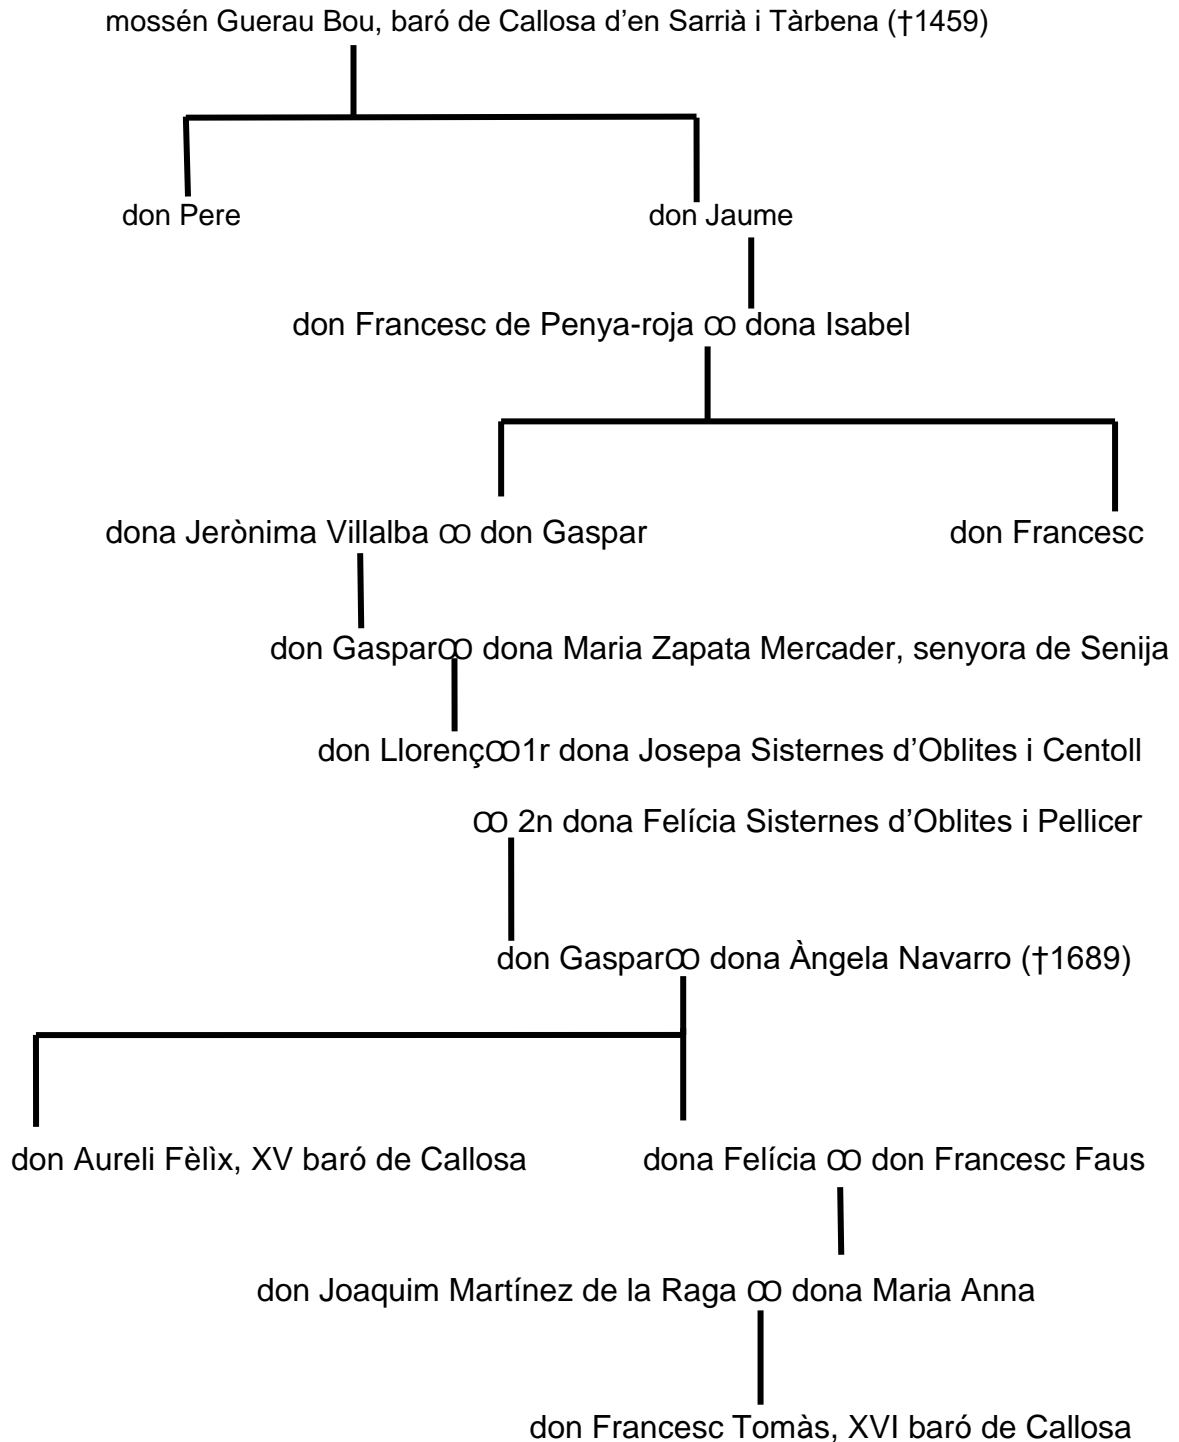 mossén Guerau Bou, baró de Callosa d’en Sarrià i Tàrbena (†1459)
don Pere
don Jaume
don Francesc de Penya-roja ꝏ dona Isabel
dona Jerònima Villalba ꝏ don Gaspar
don Francesc
don Gasparꝏ dona Maria Zapata Mercader, senyora de Senija
don Llorençꝏ1r dona Josepa Sisternes d’Oblites i Centoll
ꝏ 2n dona Felícia Sisternes d’Oblites i Pellicer
don Gasparꝏ dona Àngela Navarro (†1689)
don Aureli Fèlìx, XV baró de Callosa
dona Felícia ꝏ don Francesc Faus
don Joaquim Martínez de la Raga ꝏ dona Maria Anna
don Francesc Tomàs, XVI baró de Callosa